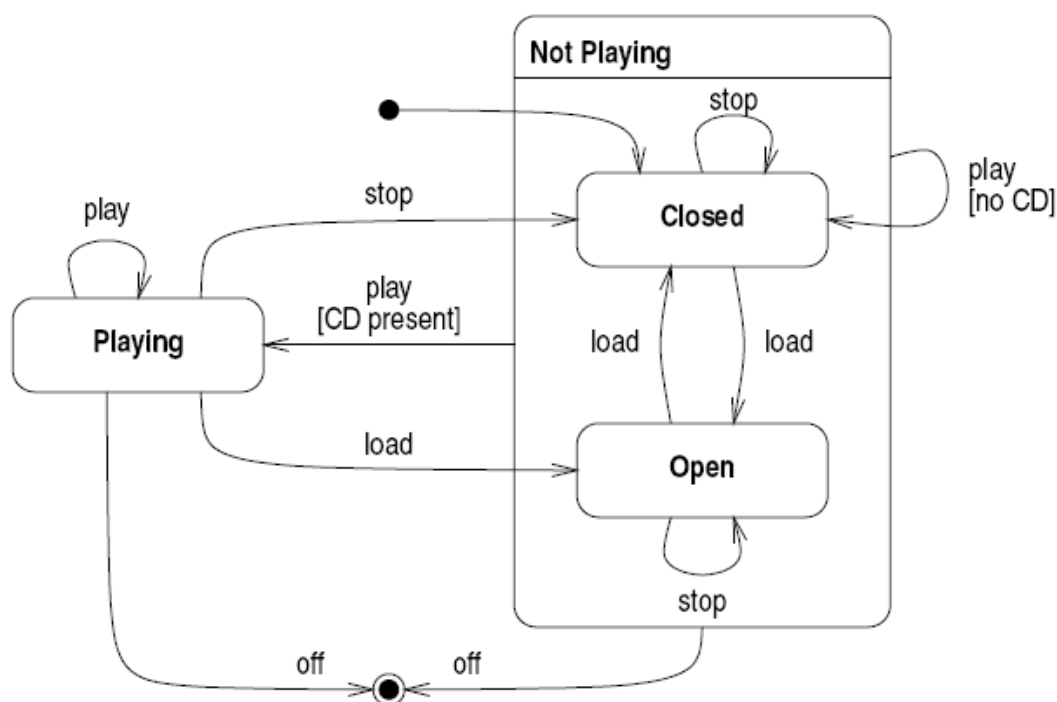 Not Playing
stop
play
[no CD]
Closed
stop
play
play
[CD present]
Playing
load
load
load
Open
stop
off
off